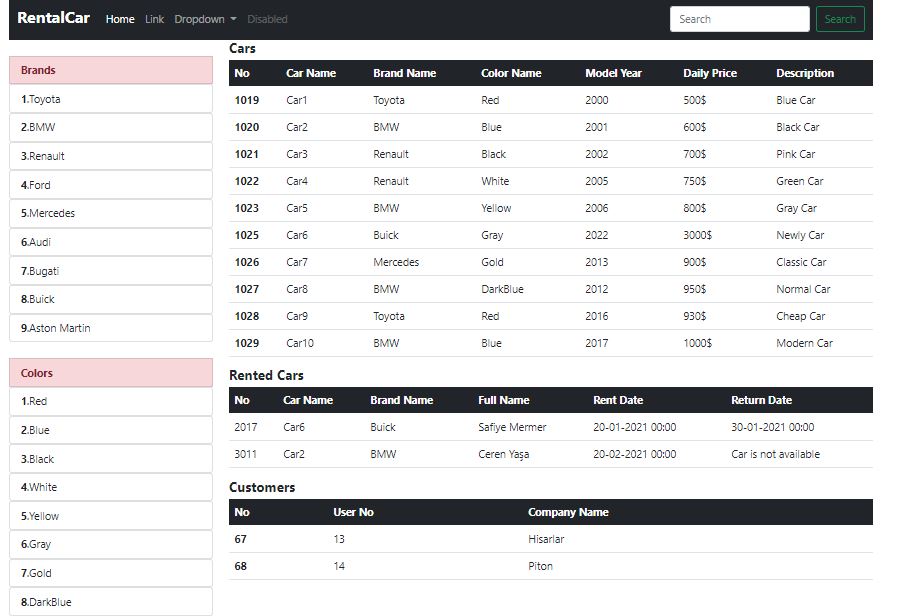 RentalCar Home Link Dropdown Disabled Search Search
Brands
1.Toyota
2.BMW
3.Renault
4.Ford
5.Mercedes
6.Audi
7.Bugati
8.Buick
9.Aston Martin
Colors
1.Red
2.Blue
3.Black
4.White
5.Yellow
6.Gray
7.Gold
8.DarkBlue
Cars
No Car Name Brand Name Color Name Model Year Daily Price Description
1019 Car1 Toyota Red 2000 500$ Blue Car
1020 Car2 BMW Blue 2001 600$ Black Car
1021 Car3 Renault Black 2002 700$ Pink Car
1022 Car4 Renault White 2005 750$ Green Car
1023 Car5 BMW Yellow 2006 800$ Gray Car
1025 Car6 Buick Gray 2022 3000$ Newly Car
1026 Car7 Mercedes Gold 2013 900$ Classic Car
1027 Car8 BMW DarkBlue 2012 950$ Normal Car
1028 Car9 Toyota Red 2016 930$ Cheap Car
1029 Car10 BMW Blue 2017 1000$ Modern Car
Rented Cars
No Car Name Brand Name Full Name Rent Date Return Date
2017 Car6 Buick Safiye Mermer 20-01-2021 00:00 30-01-2021 00:00
3011 Car2 BMW Ceren Yaşa 20-02-2021 00:00 Car is not available
Customers
No User No Company Name
67 13 Hisarlar
68 14 Piton